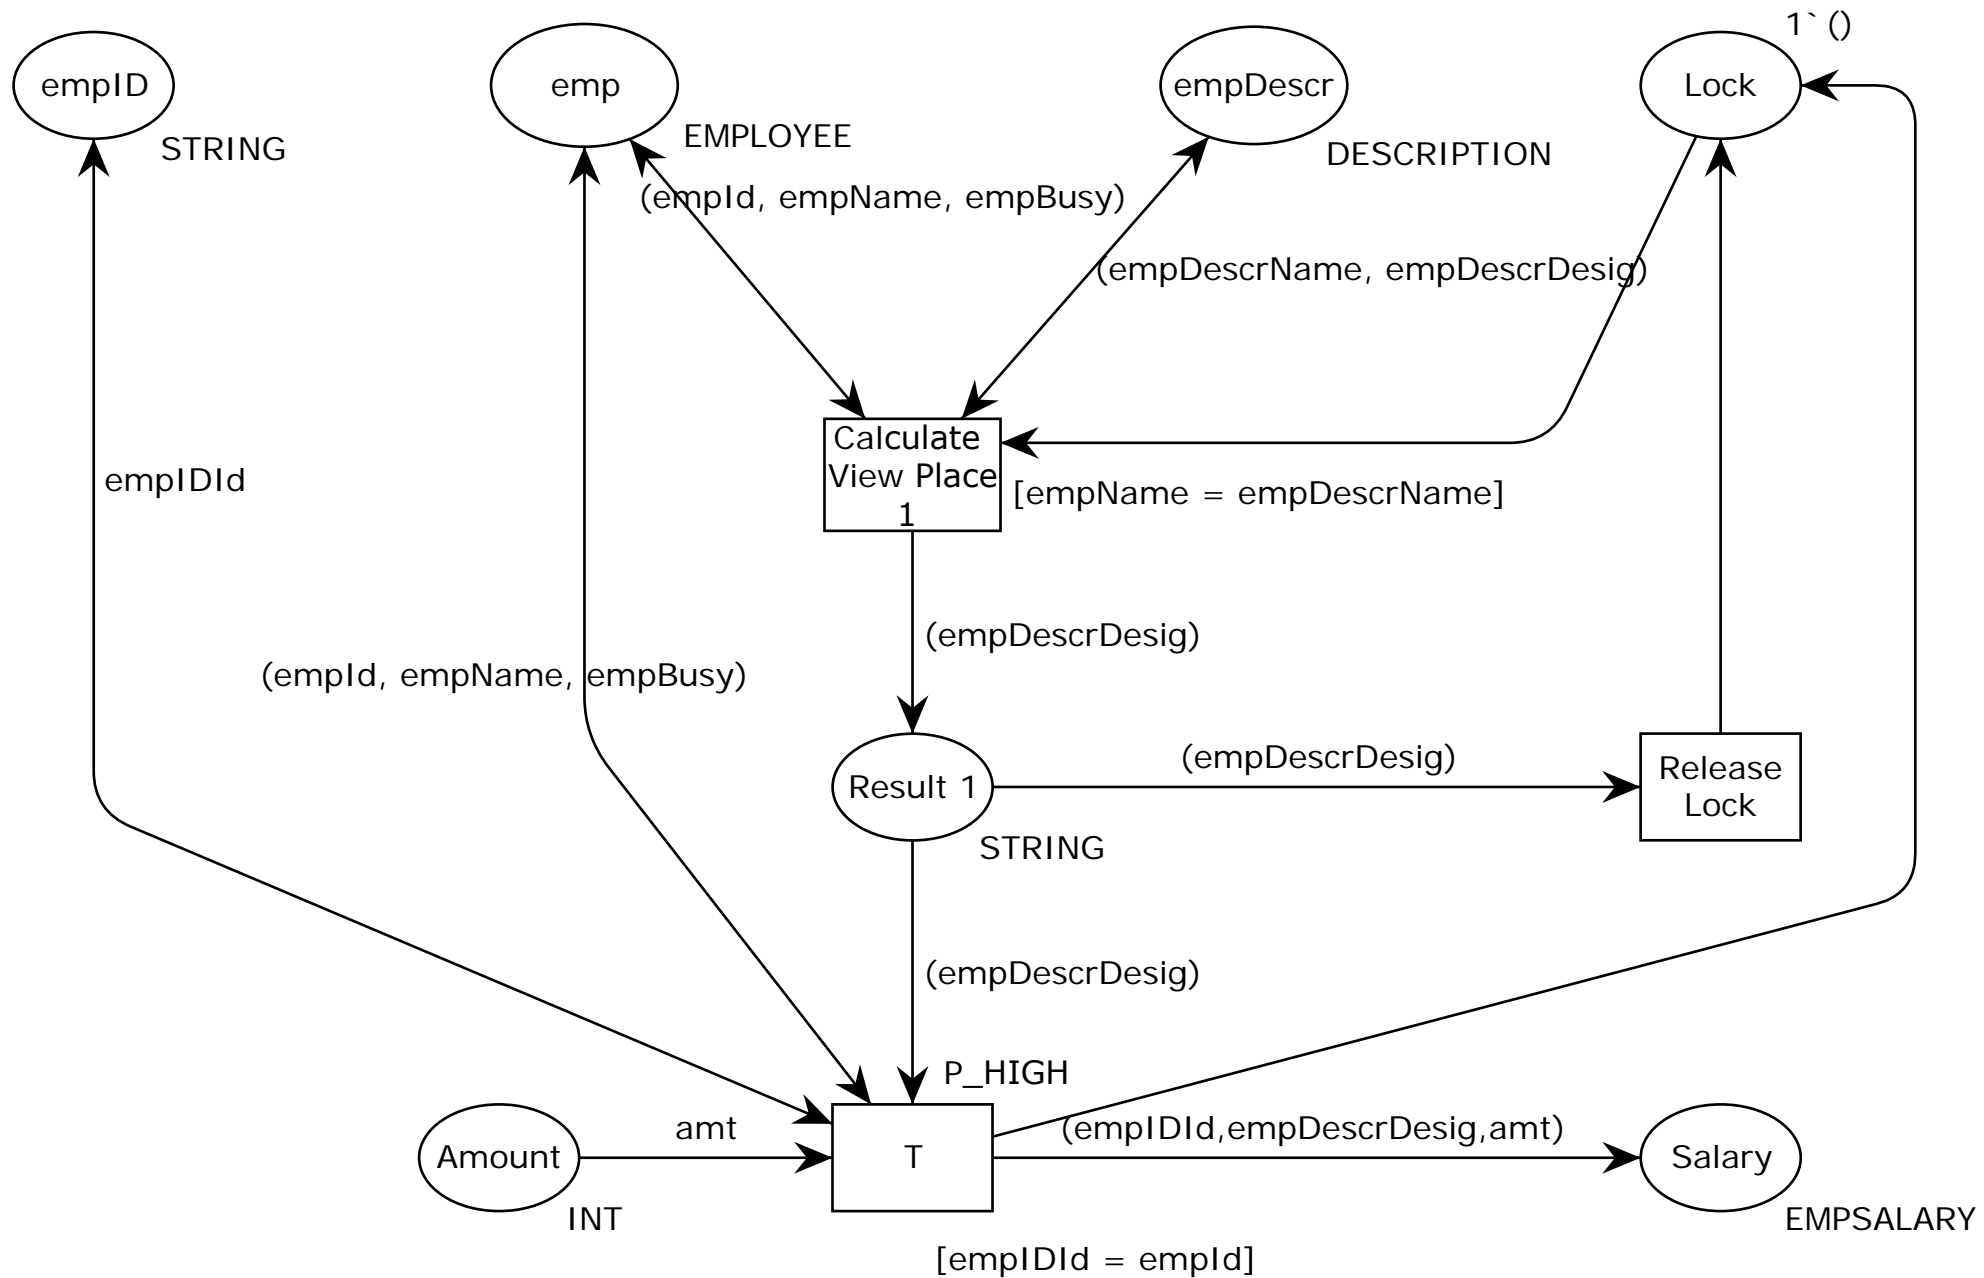 1`()
empID
emp
empDescr
Lock
STRING
EMPLOYEE
DESCRIPTION
(empId, empName, empBusy)
(empDescrName, empDescrDesig)
Calculate
View Place
1
[empName = empDescrName]
empIDId
(empDescrDesig)
(empId, empName, empBusy)
(empDescrDesig)
Result 1
Release
Lock
STRING
(empDescrDesig)
P_HIGH
amt
(empIDId,empDescrDesig,amt)
Amount
T
Salary
INT
EMPSALARY
[empIDId = empId]